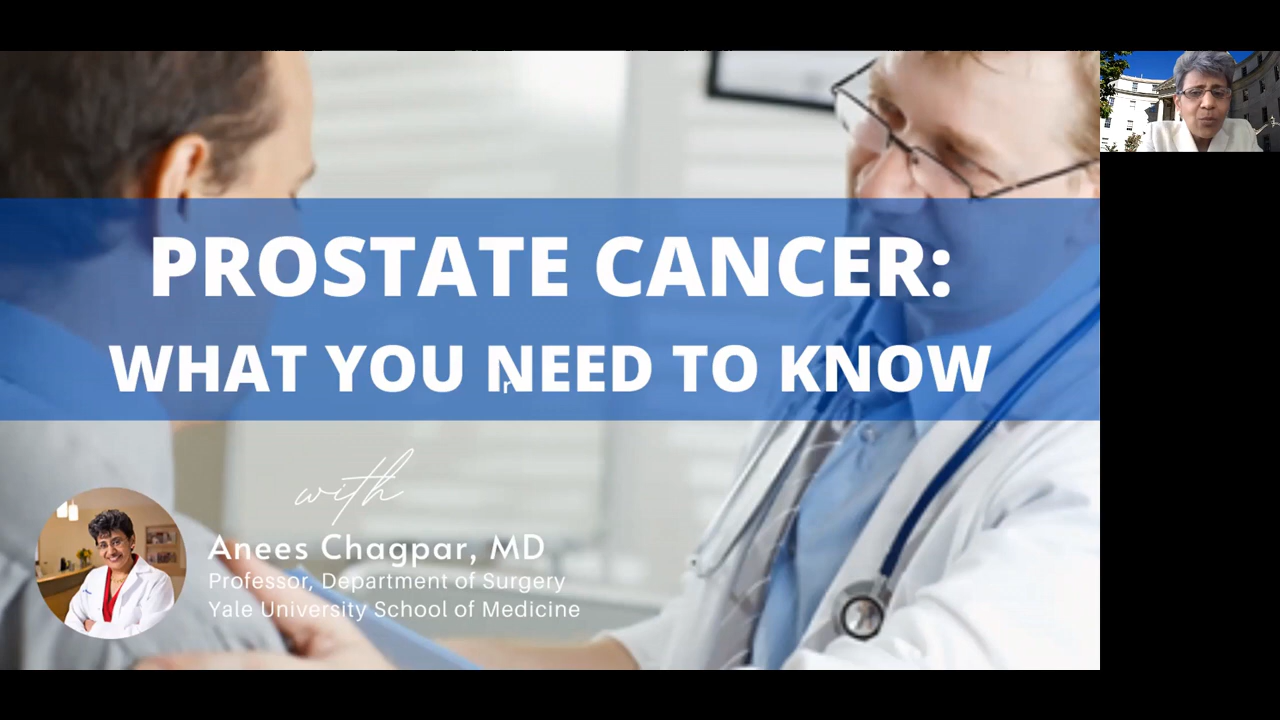 PROSTATE CANCER:
WHAT YOU NEED TO KNOW
with
Anees Chagpar, MD
Professor, Department of Surgery
Yale University School of Medicine